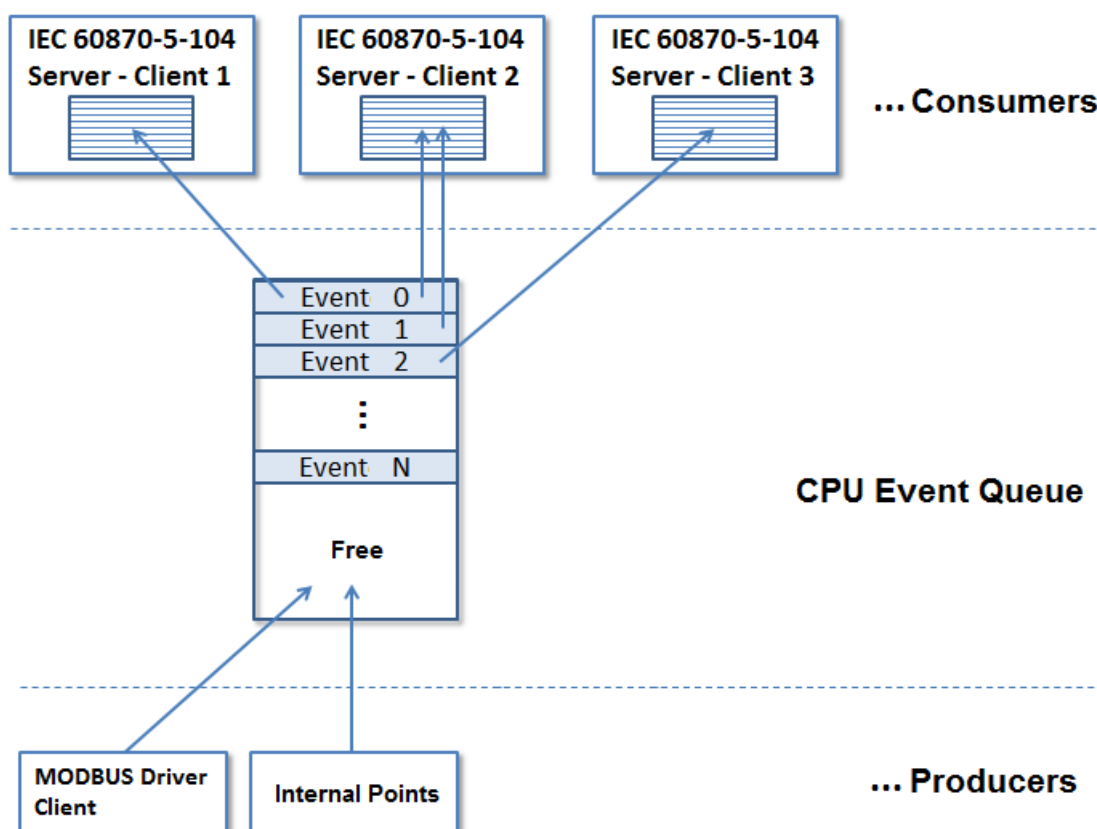 IEC 60870-5-104
Server - Client 1
IEC 60870-5-104
Server - Client 2
IEC 60870-5-104
Server - Client 3
... Consumers
Event 0
Event 1
Event 2
⋮
Event N
CPU Event Queue
Free
MODBUS Driver
Client
Internal Points
... Producers